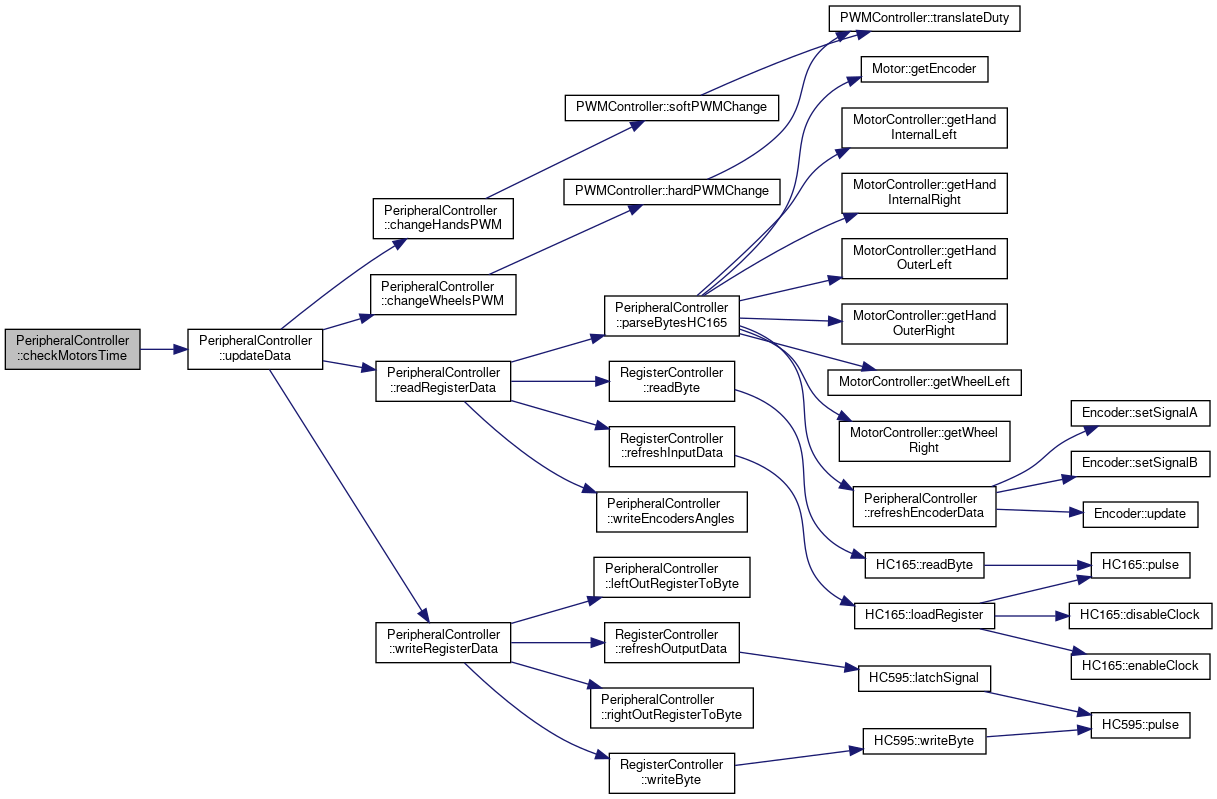 PeripheralController
::checkMotorsTime
PeripheralController
::updateData
PeripheralController
::changeHandsPWM
PeripheralController
::changeWheelsPWM
PeripheralController
::readRegisterData
PeripheralController
::writeRegisterData
PWMController::softPWMChange
PWMController::hardPWMChange
PeripheralController
::parseBytesHC165
RegisterController
::readByte
RegisterController
::refreshInputData
PeripheralController
::writeEncodersAngles
PeripheralController
::leftOutRegisterToByte
RegisterController
::refreshOutputData
PeripheralController
::rightOutRegisterToByte
RegisterController
::writeByte
PWMController::translateDuty
Motor::getEncoder
MotorController::getHand
InternalLeft
MotorController::getHand
InternalRight
MotorController::getHand
OuterLeft
MotorController::getHand
OuterRight
MotorController::getWheelLeft
MotorController::getWheel
Right
PeripheralController
::refreshEncoderData
HC165::readByte
HC165::loadRegister
HC595::latchSignal
HC595::writeByte
Encoder::setSignalA
Encoder::setSignalB
Encoder::update
HC165::pulse
HC165::disableClock
HC165::enableClock
HC595::pulse